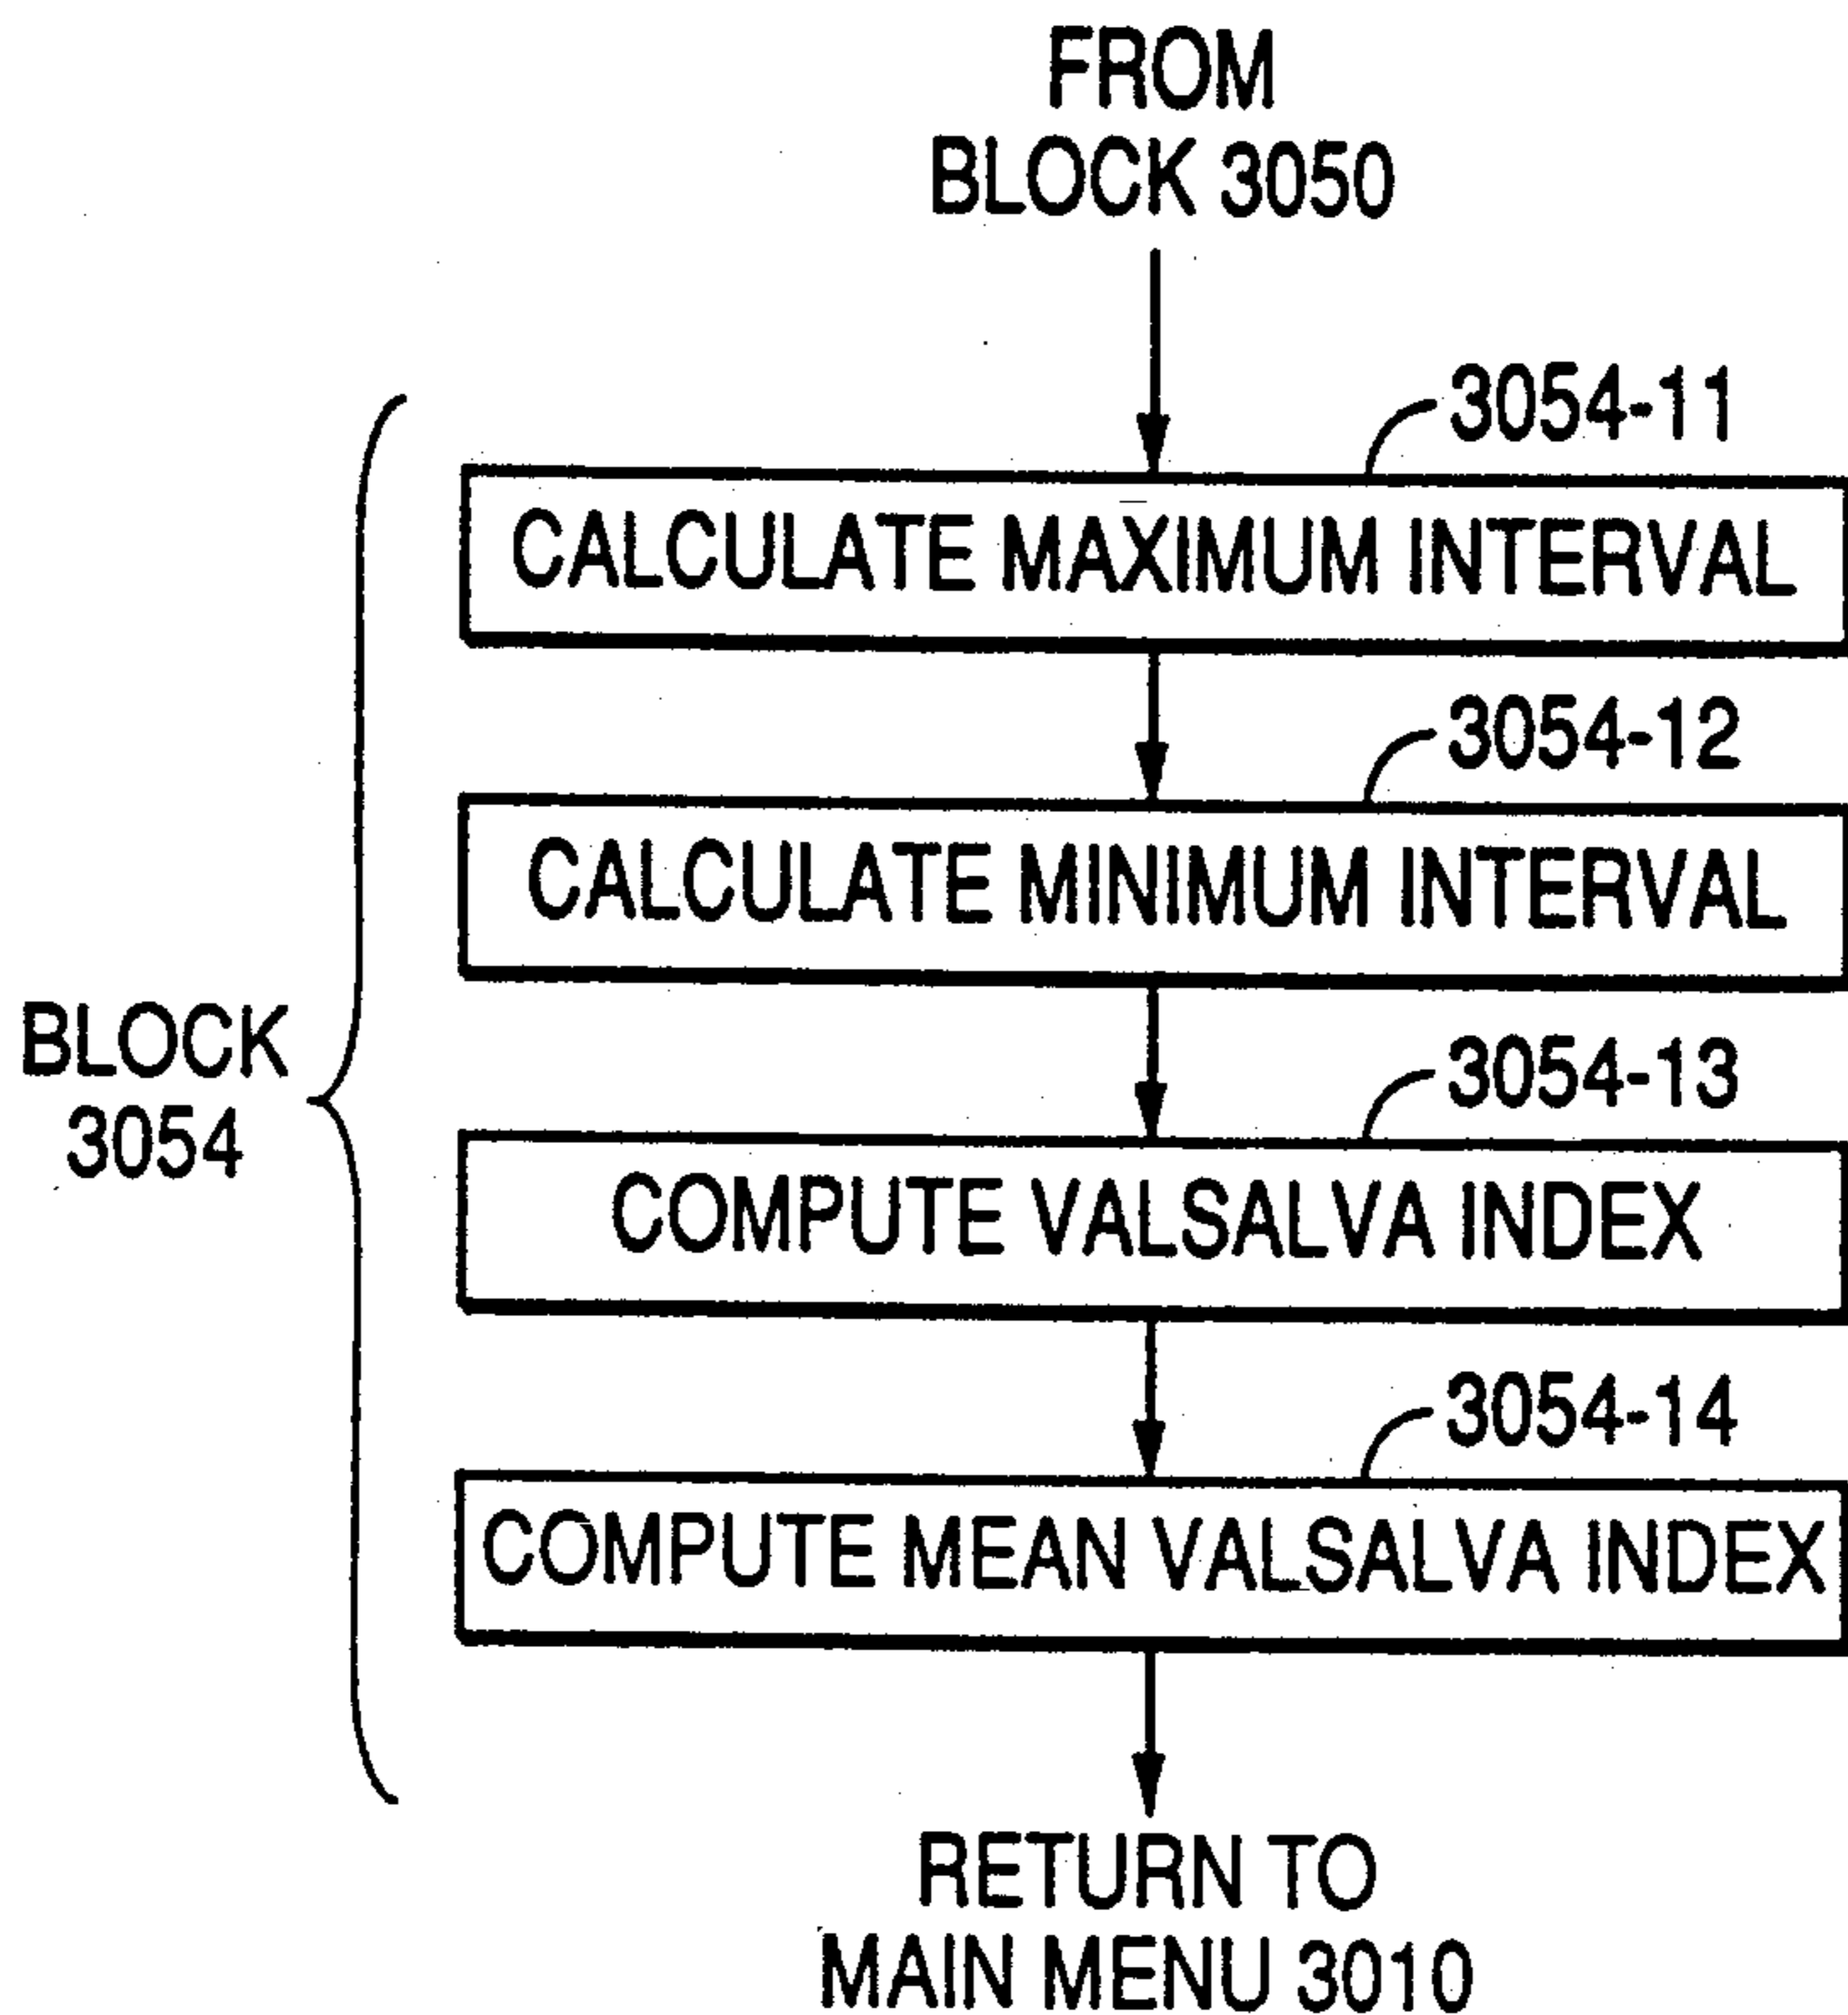 FROM
BLOCK 3050
3054-11
CALCULATE MAXIMUM INTERVAL
3054-12
CALCULATE MINIMUM INTERVAL
BLOCK
3054
3054-13
COMPUTE VALSALVA INDEX
3054-14
COMPUTE MEAN VALSALVA INDEX
RETURN TO
MAIN MENU 3010